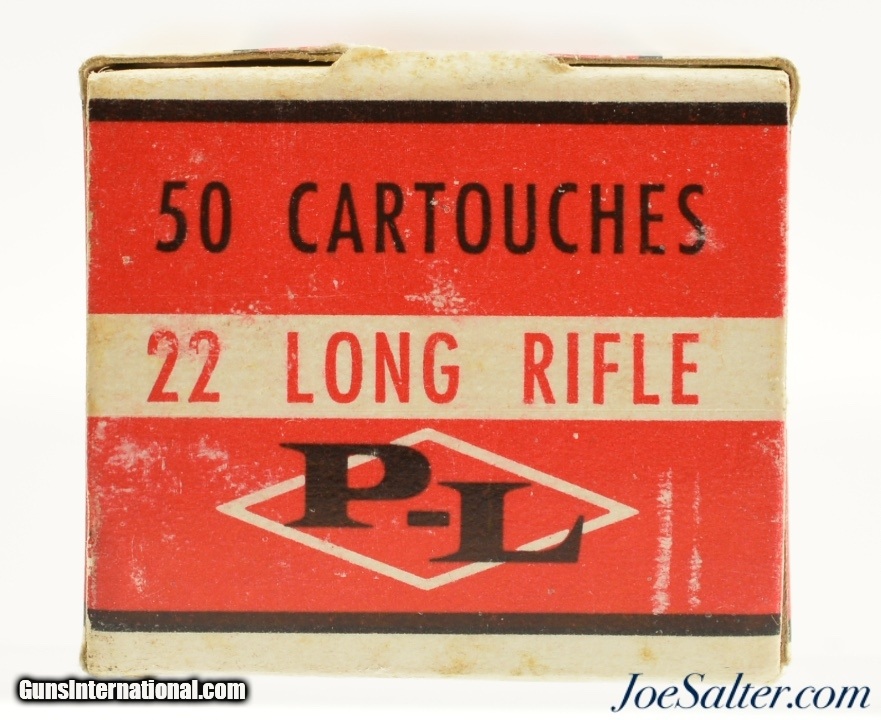 50 CARTOUCHES
22 LONG RIFLE
P-L
GunsInternational.com
JoeSalter.com